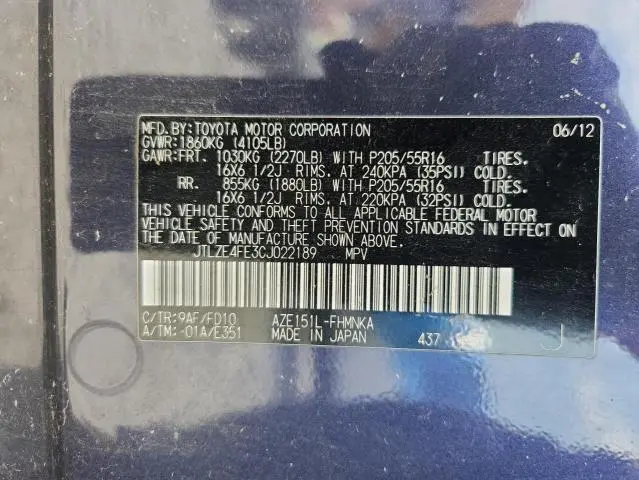 MFD.BY:TOYOTA MOTOR CORPORATION 06/12
GVWR:1860KG (4105LB)
GAWR:FRT. 1030KG (2270LB) WITH P205/55R16 TIRES.
16X6 1/2J RIMS. AT 240KPA (35PSI) COLD.
RR. 855KG (1880LB) WITH P205/55R16 TIRES.
16X6 1/2J RIMS. AT 220KPA (32PSI) COLD.
THIS VEHICLE CONFORMS TO ALL APPLICABLE FEDERAL MOTOR
VEHICLE SAFETY AND THEFT PREVENTION STANDARDS IN EFFECT
ON THE DATE OF MANUFACTURE SHOWN ABOVE.
JTLZE4FE3CJ022189 MPV
C/TR:9AF/FD10 AZE151L-FHMNKA
A/TM:-01A/E351 MADE IN JAPAN 437 J